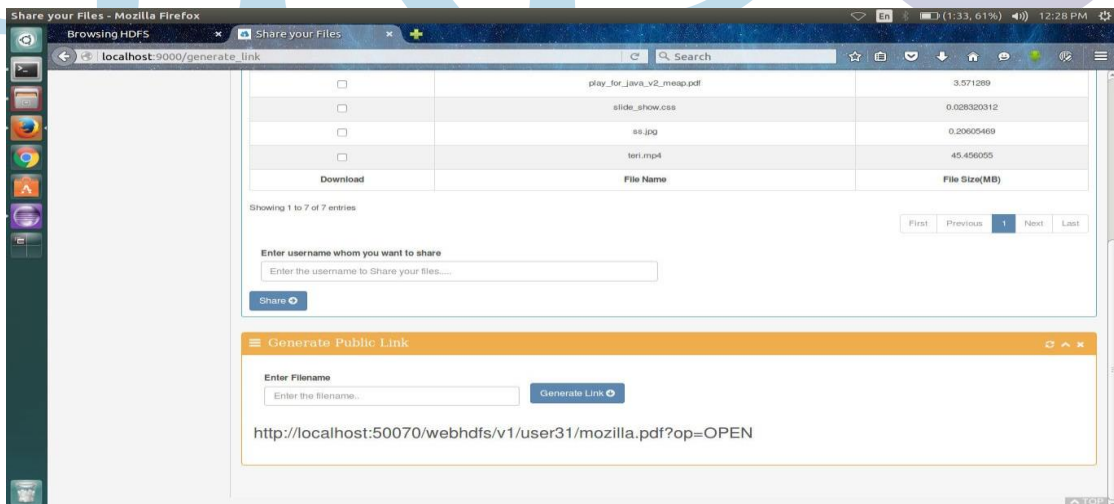 Share your Files - Mozilla Firefox
En (1:33, 61%) 12:28 PM
Browsing HDFS × Share your Files ×
localhost:9000/generate_link Search
play_for_java_v2_meap.pdf 3.571289
slide_show.css 0.028320312
ss.jpg 0.20605469
teri.mp4 45.456055
Download File Name File Size(MB)
Showing 1 to 7 of 7 entries
First Previous 1 Next Last
Enter username whom you want to share
Enter the username to Share your files.....
Share
Generate Public Link
Enter Filename
Enter the filename..
Generate Link
http://localhost:50070/webhdfs/v1/user31/mozilla.pdf?op=OPEN
TOP